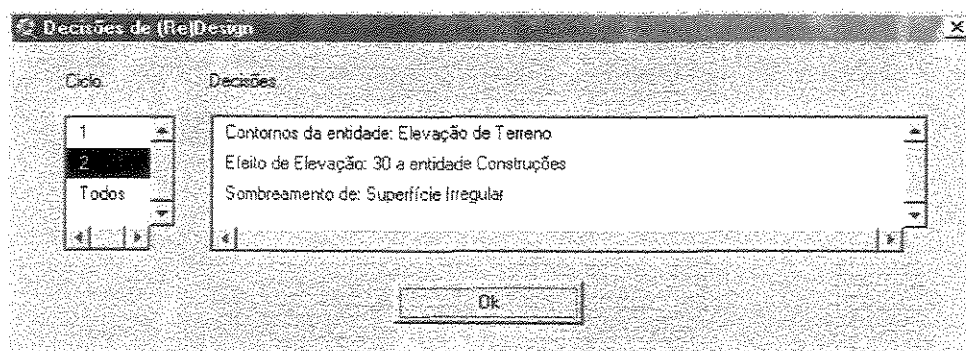 Decisões de (Re)Design
Ciclo
Decisões
1
2
Todos
Contornos da entidade: Elevação de Terreno
Efeito de Elevação: 30 a entidade Construções
Sombreamento de: Superfície Irregular
Ok